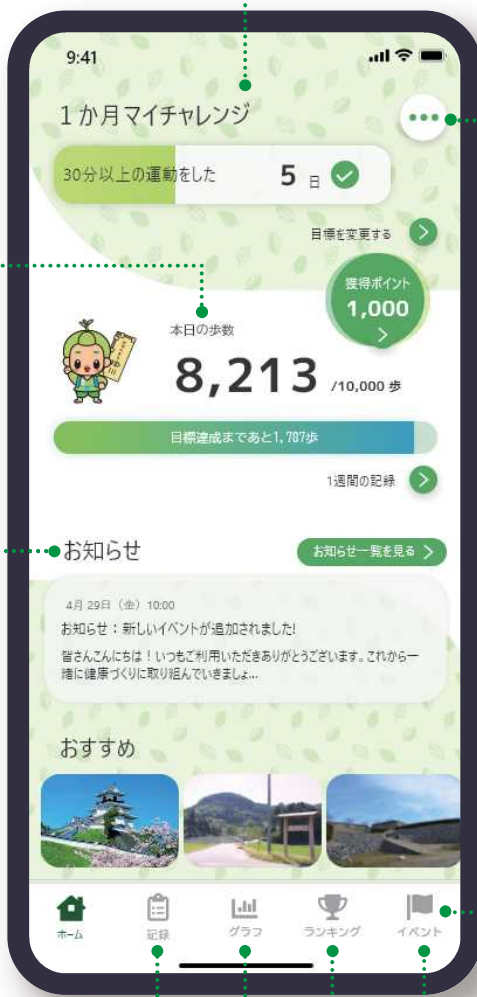 9:41
1か月マイチャレンジ
30分以上の運動をした 5 日
目標を変更する
獲得ポイント
1,000
本日の歩数
8,213 /10,000 歩
目標達成まであと1,787歩
1週間の記録
お知らせ
お知らせ一覧を見る
4月 29日（金）10:00
お知らせ：新しいイベントが追加されました!
皆さんこんにちは！いつもご利用いただきありがとうございます。これから一
緒に健康づくりに取り組んでいきましょ...
おすすめ
ホーム 記録 グラフ ランキング イベント